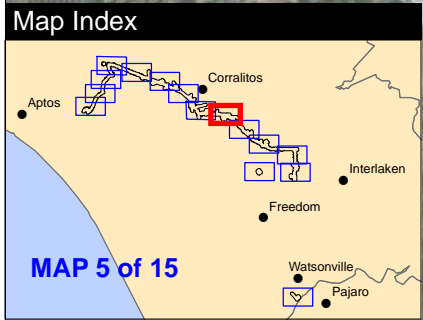 Map Index
Corralitos
Aptos
Interlaken
Freedom
MAP 5 of 15
Watsonville
Pajaro